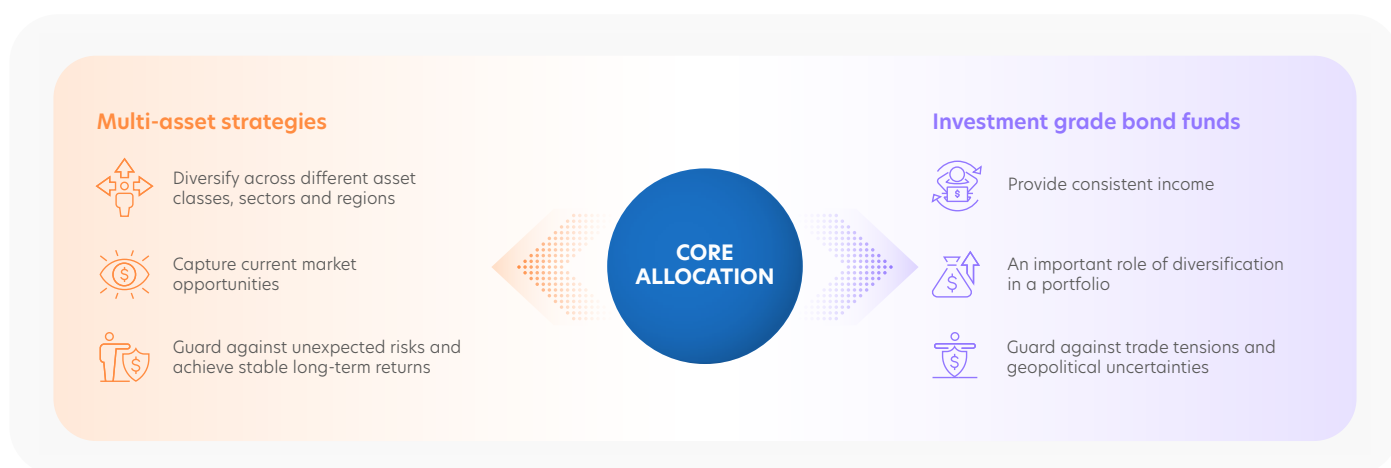 Multi-asset strategies
Diversify across different asset
classes, sectors and regions
Capture current market
opportunities
Guard against unexpected risks and
achieve stable long-term returns
CORE
ALLOCATION
Investment grade bond funds
Provide consistent income
An important role of diversification
in a portfolio
Guard against trade tensions and
geopolitical uncertainties